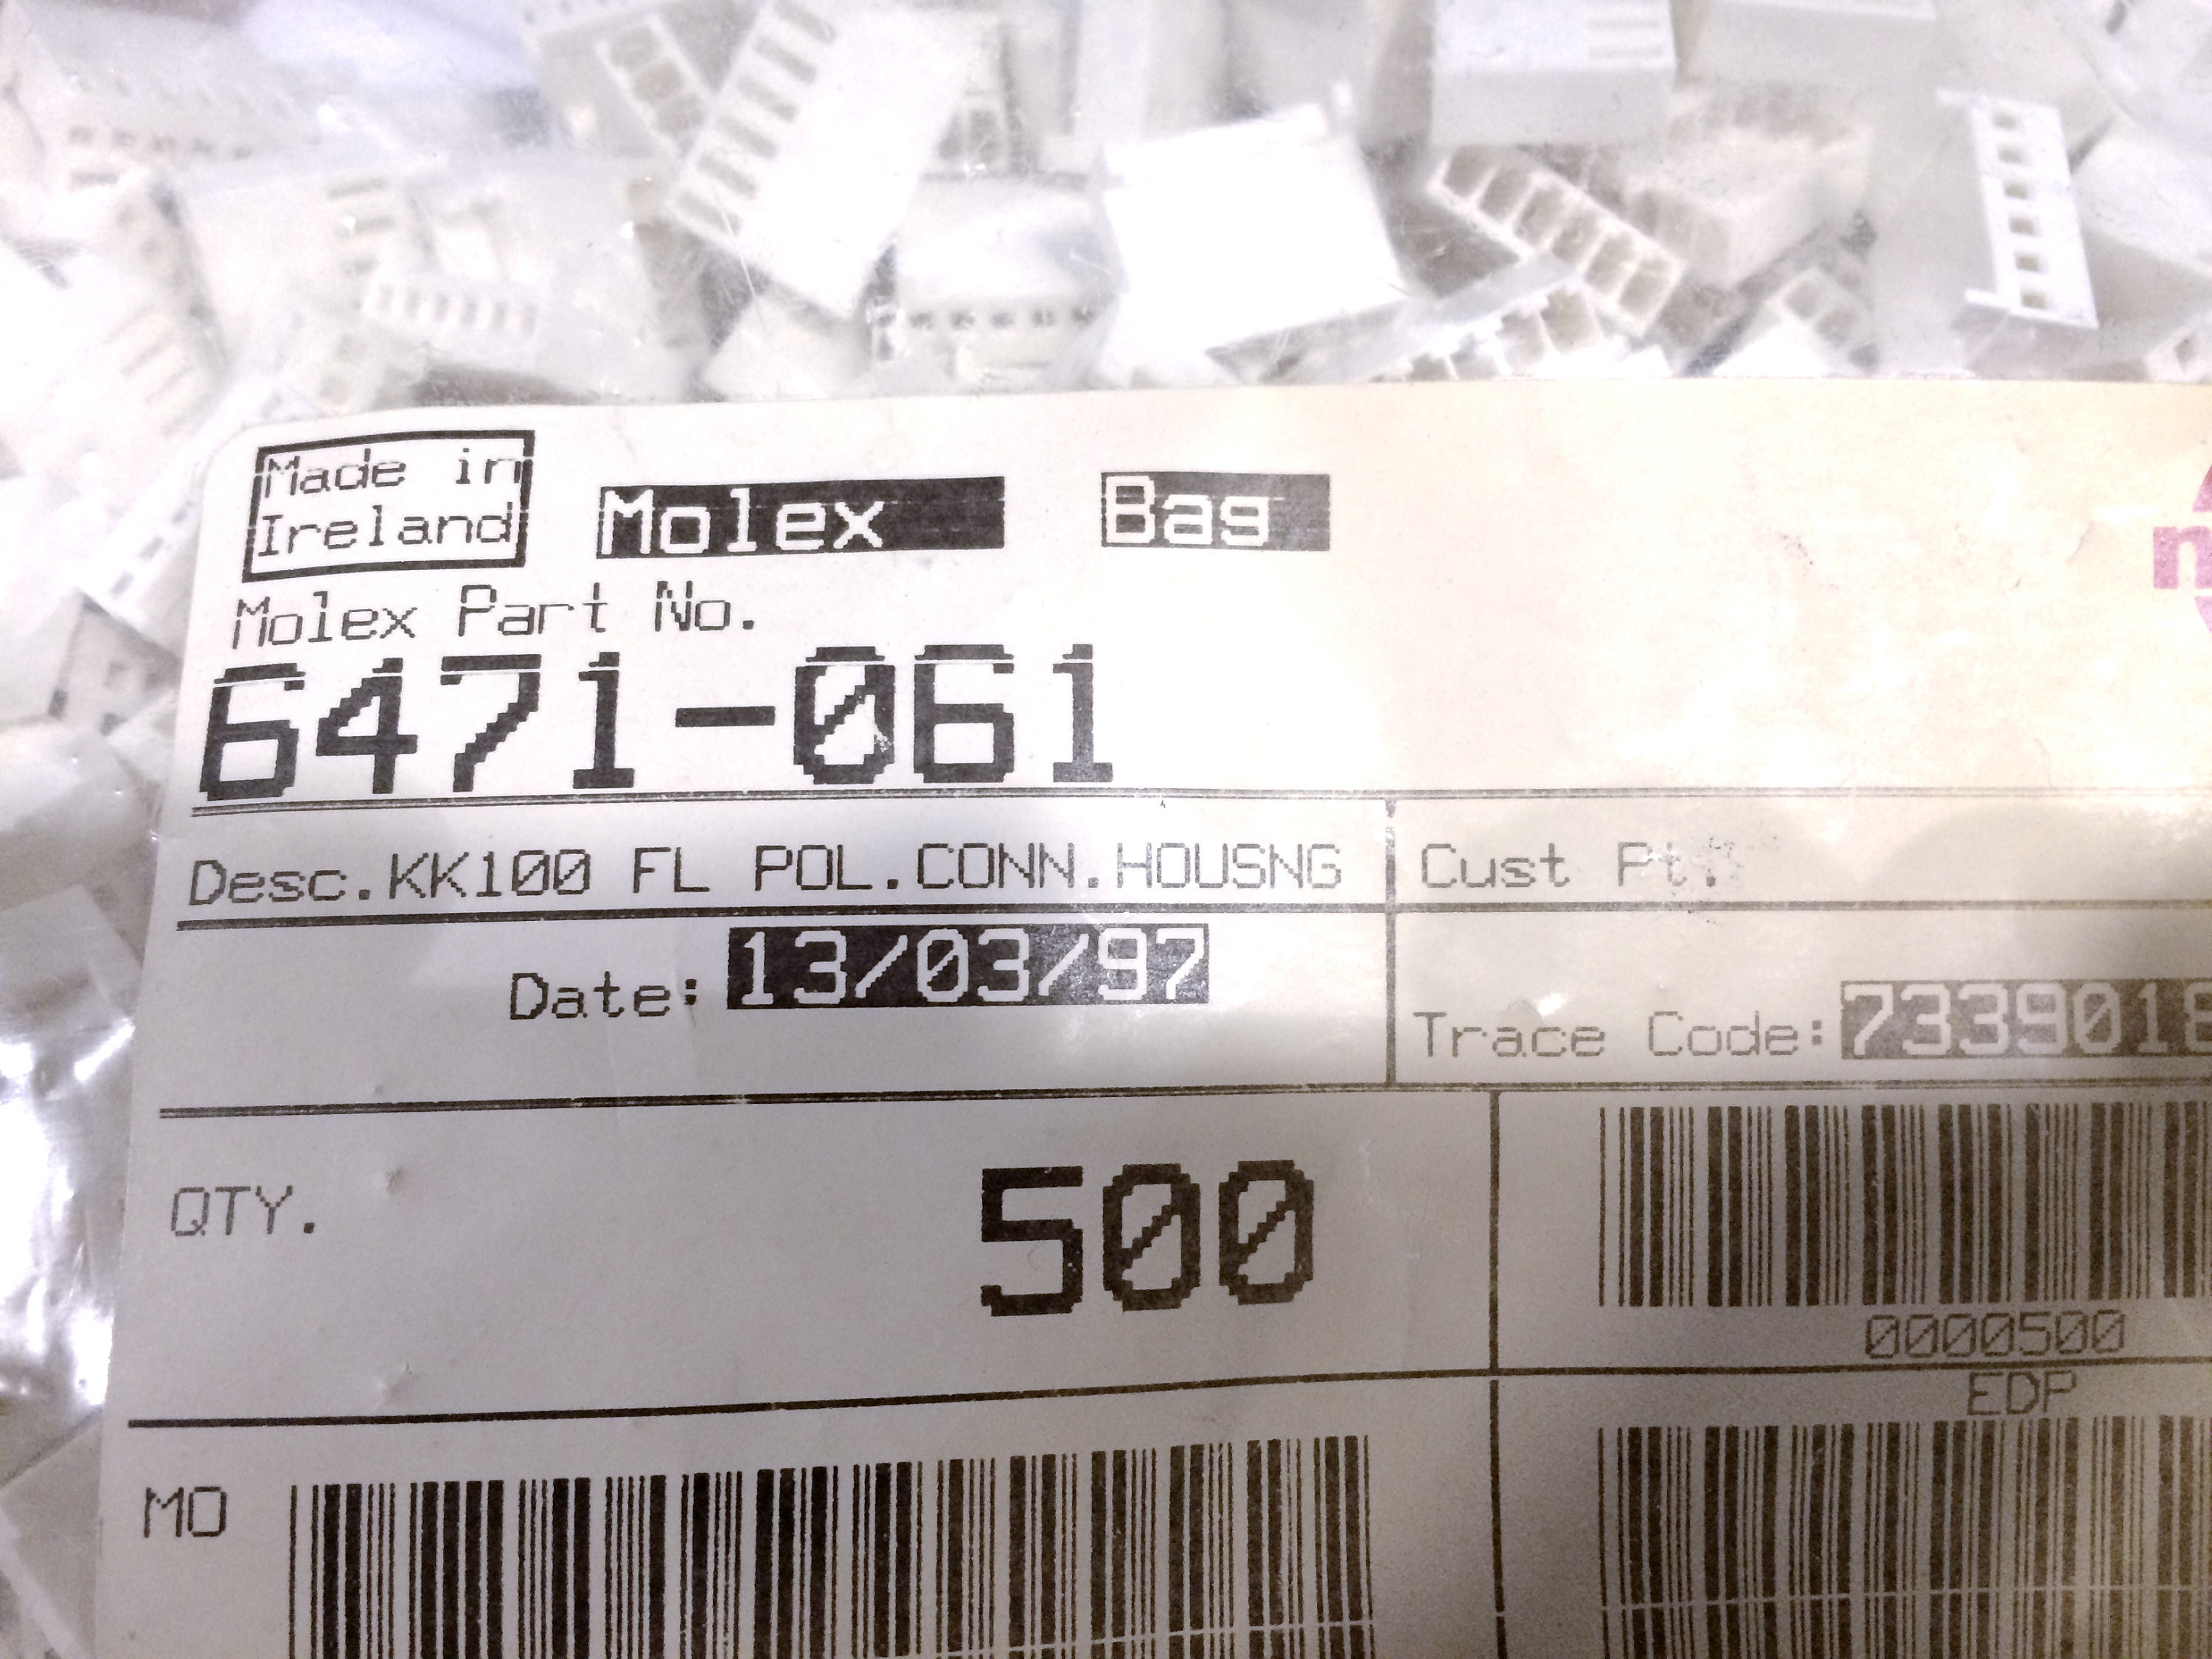 Made in
Ireland
Molex Bag
Molex Part No.
6471-061
Desc.KK100 FL POL.CONN.HOUSNG
Cust Pt.
Date: 13/03/97
Trace Code: 7339018
QTY. 500
0000500
EDP
MO